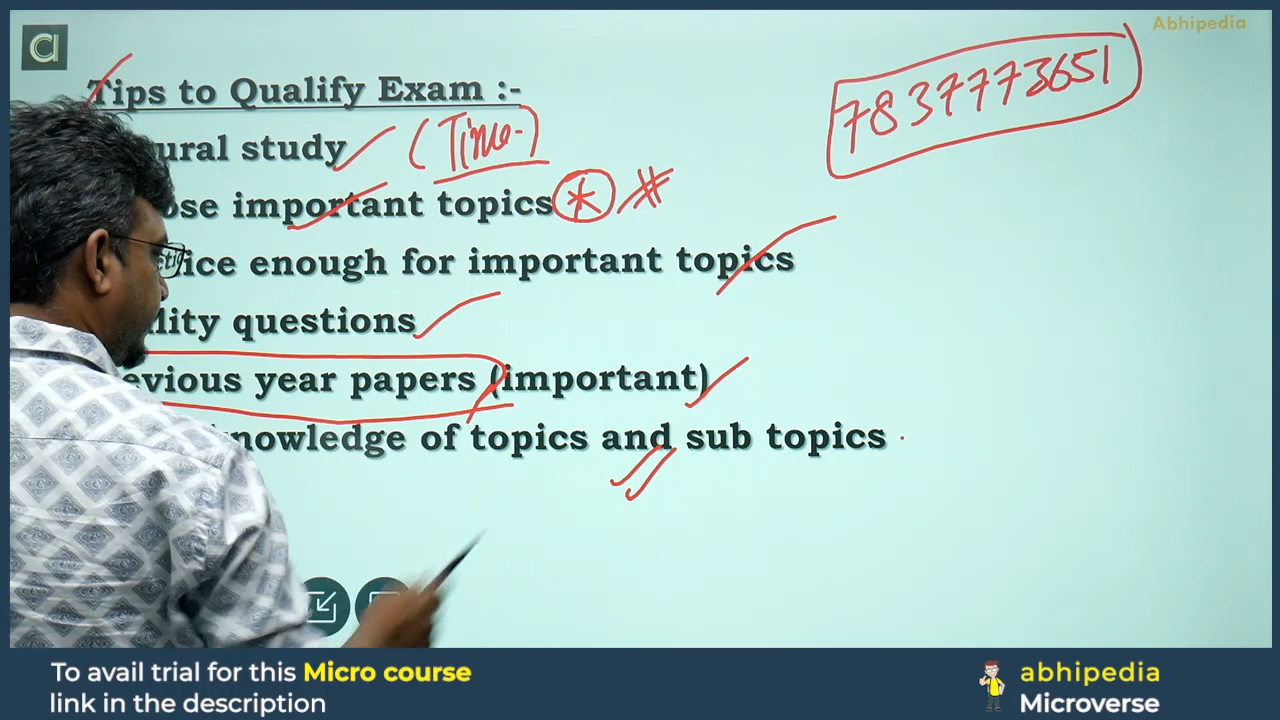 Abhipedia
7837773651
Tips to Qualify Exam :-
ural study (Time-)
ose important topics * #
ice enough for important topics
lity questions
evious year papers (important)
nowledge of topics and sub topics
To avail trial for this Micro course
link in the description
abhipedia
Microverse